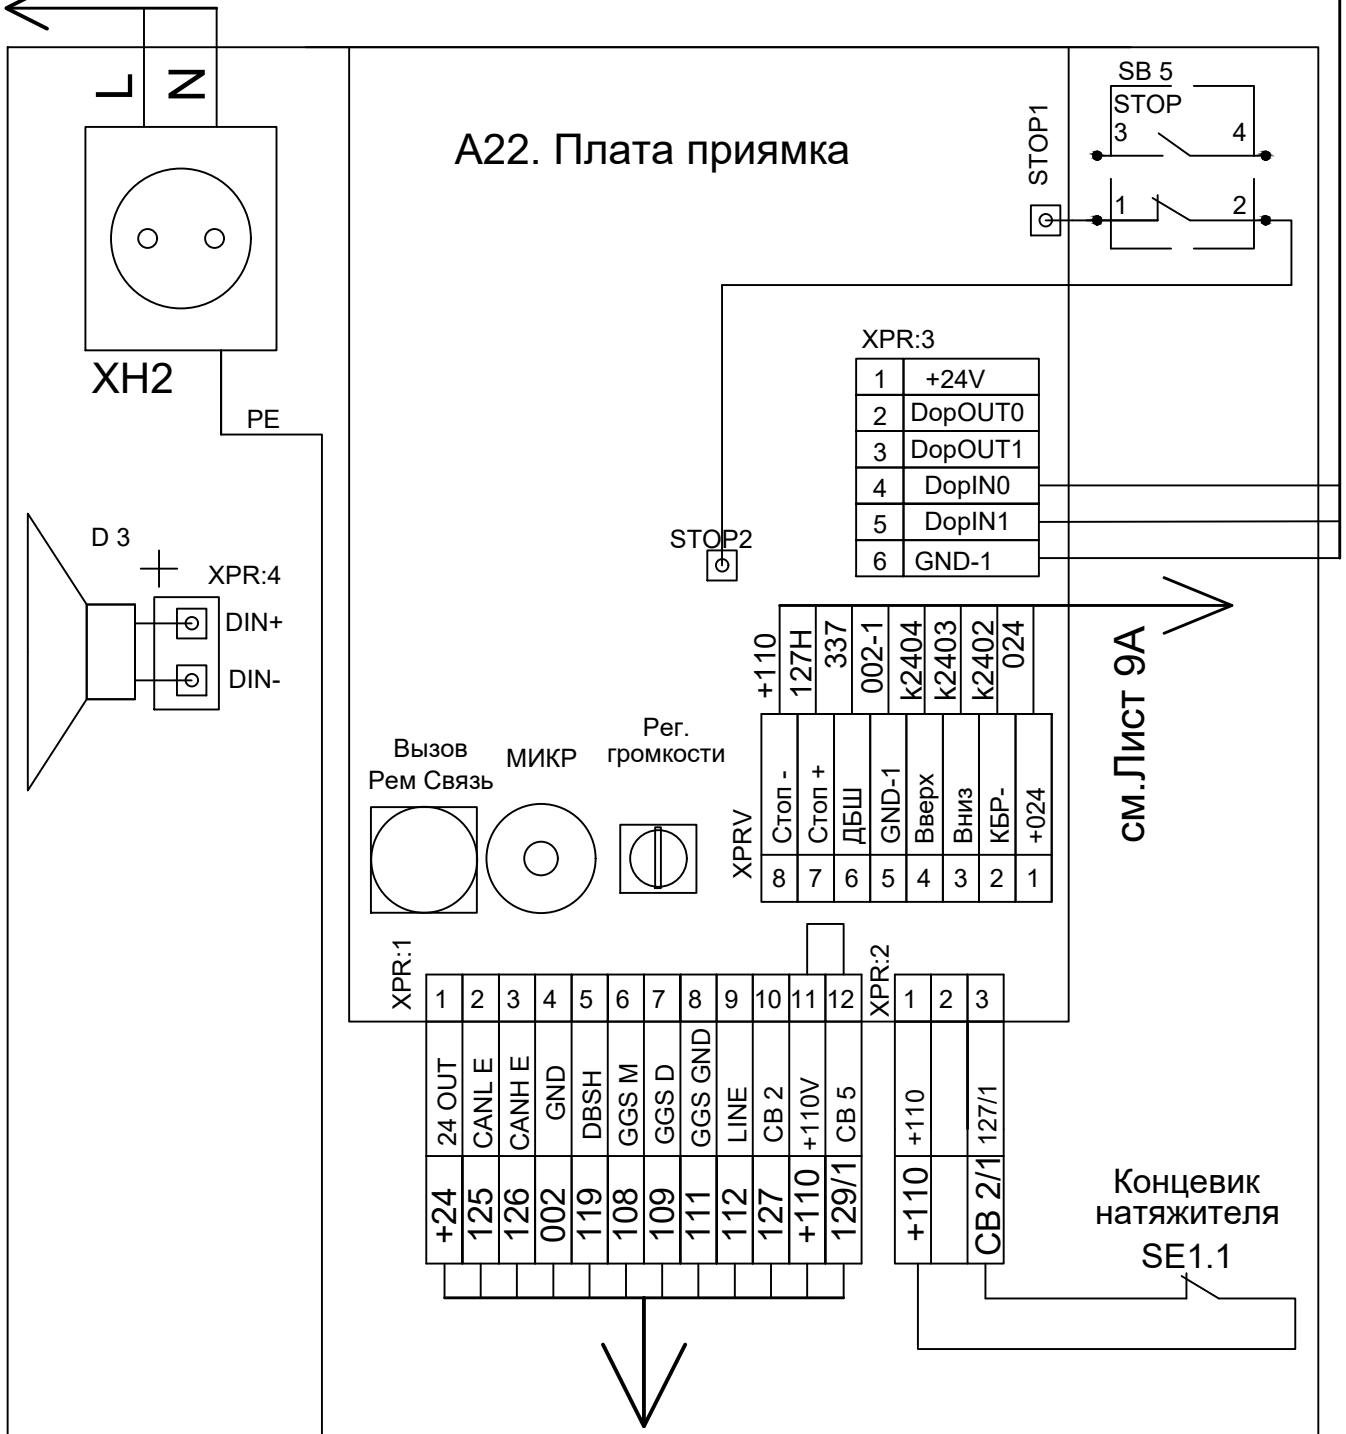 L
N
A22. Плата приямка
SB 5
STOP
3
4
1
2
STOP1
XH2
PE
XPR:3
1 +24V
2 DopOUT0
3 DopOUT1
4 DopIN0
5 DopIN1
6 GND-1
STOP2
D 3
XPR:4
DIN+
DIN-
+110
127H
337
002-1
k2404
k2403
k2402
024
см.Лист 9А
Вызов
Рем Связь
МИКР
Рег.
громкости
XPRV
Стоп -
Стоп +
ДБШ
GND-1
Вверх
Вниз
КБР-
+024
8 7 6 5 4 3 2 1
XPR:1
1 2 3 4 5 6 7 8 9 10 11 12
XPR:2
1 2 3
24 OUT
CANL E
CANH E
GND
DBSH
GGS M
GGS D
GGS GND
LINE
CB 2
+110V
CB 5
+110
127/1
+24
125
126
002
119
108
109
111
112
127
+110
129/1
+110
CB 2/1
Концевик
натяжителя
SE1.1